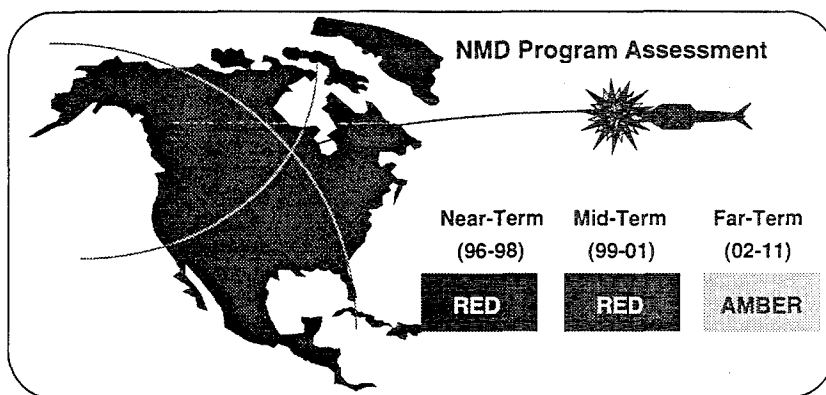 NMD Program Assessment
Near-Term Mid-Term Far-Term
(96-98) (99-01) (02-11)
RED RED AMBER